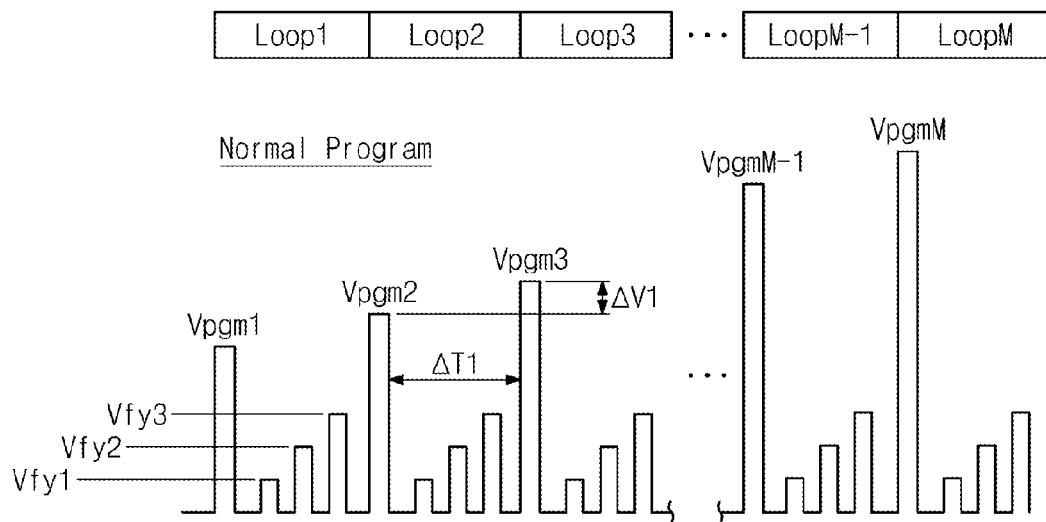 Loop1 Loop2 Loop3 ··· LoopM-1 LoopM
Normal Program
VpgmM
VpgmM-1
Vpgm3
Vpgm2
ΔV1
Vpgm1
ΔT1
···
Vfy3
Vfy2
Vfy1